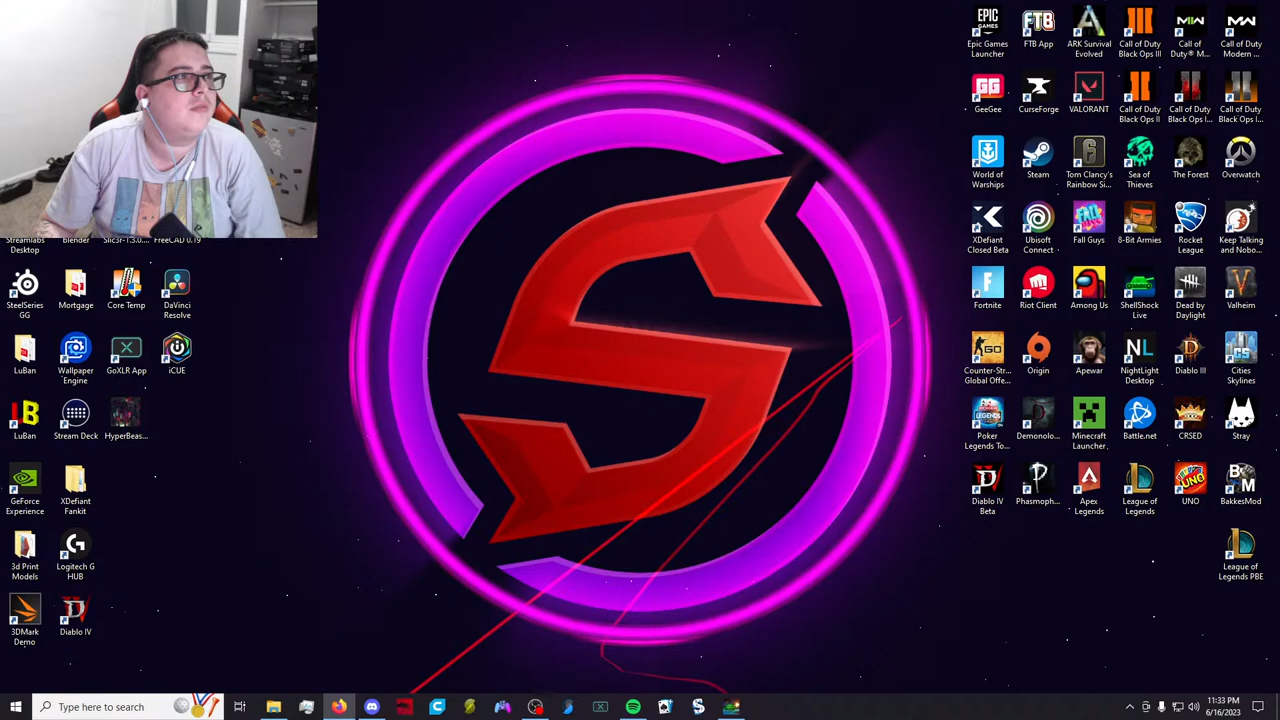 Epic Games
Launcher
FTB App
ARK Survival
Evolved
Call of Duty
Black Ops III
Call of
Duty® M...
Call of Duty
Modern ...
GeeGee
CurseForge
VALORANT
Call of Duty
Black Ops II
Call of Duty
Black Ops I...
Call of Duty
Black Ops...
World of
Warships
Steam
Tom Clancy's
Rainbow Si...
Sea of
Thieves
The Forest
Overwatch
XDefiant
Closed Beta
Ubisoft
Connect
Fall Guys
8-Bit Armies
Rocket
League
Keep Talking
and Nobo...
Fortnite
Riot Client
Among Us
ShellShock
Live
Dead by
Daylight
Valheim
Counter-Str...
Global Offe...
Origin
Apewar
NightLight
Desktop
Diablo III
Cities
Skylines
Poker
Legends To...
Demonolo...
Minecraft
Launcher
Battle.net
CRSED
Stray
Diablo IV
Beta
Phasmoph...
Apex
Legends
League of
Legends
UNO
BakkesMod
League of
Legends PBE
Streamlabs
Desktop
blender
Slic3r-1.3.0....
FreeCAD 0.19
SteelSeries
GG
Mortgage
Core Temp
DaVinci
Resolve
LuBan
Wallpaper
Engine
GoXLR App
iCUE
LuBan
Stream Deck
HyperBeas...
GeForce
Experience
XDefiant
Fankit
3d Print
Models
Logitech G
HUB
3DMark
Demo
Diablo IV
Type here to search
11:33 PM
6/16/2023